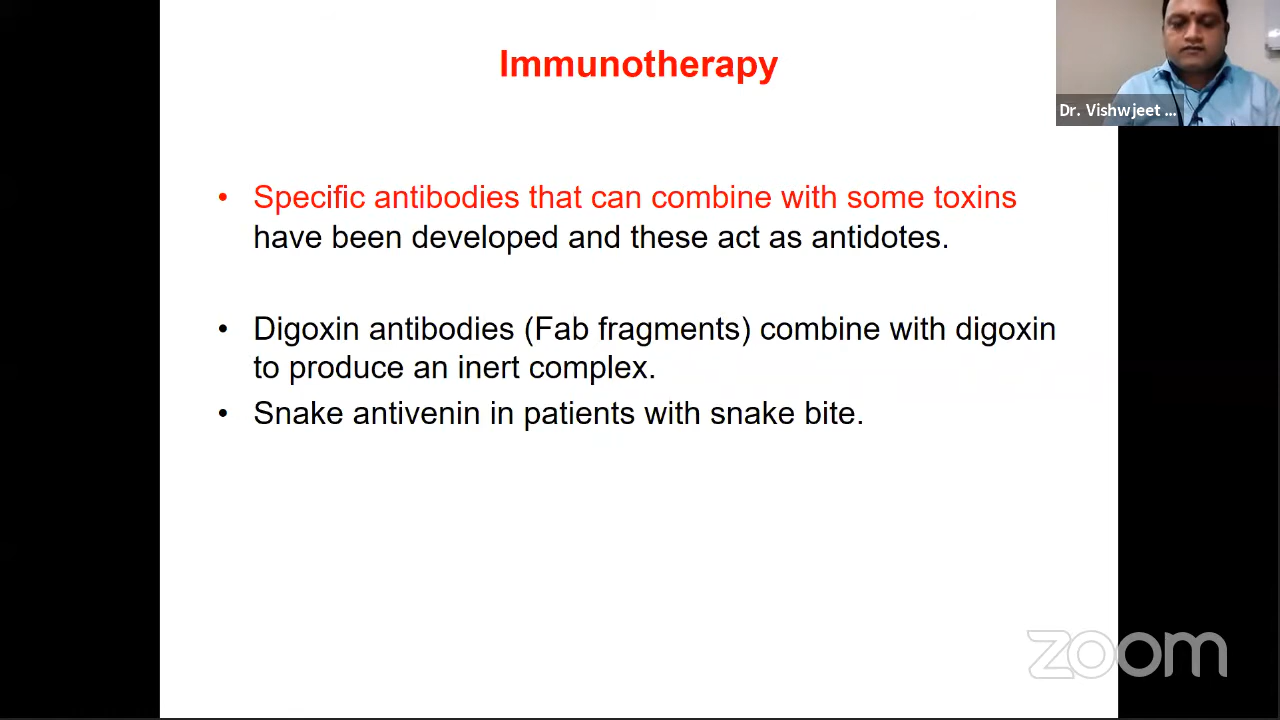 Immunotherapy
Dr. Vishwjeet ...
• Specific antibodies that can combine with some toxins
have been developed and these act as antidotes.
• Digoxin antibodies (Fab fragments) combine with digoxin
to produce an inert complex.
• Snake antivenin in patients with snake bite.
zoom